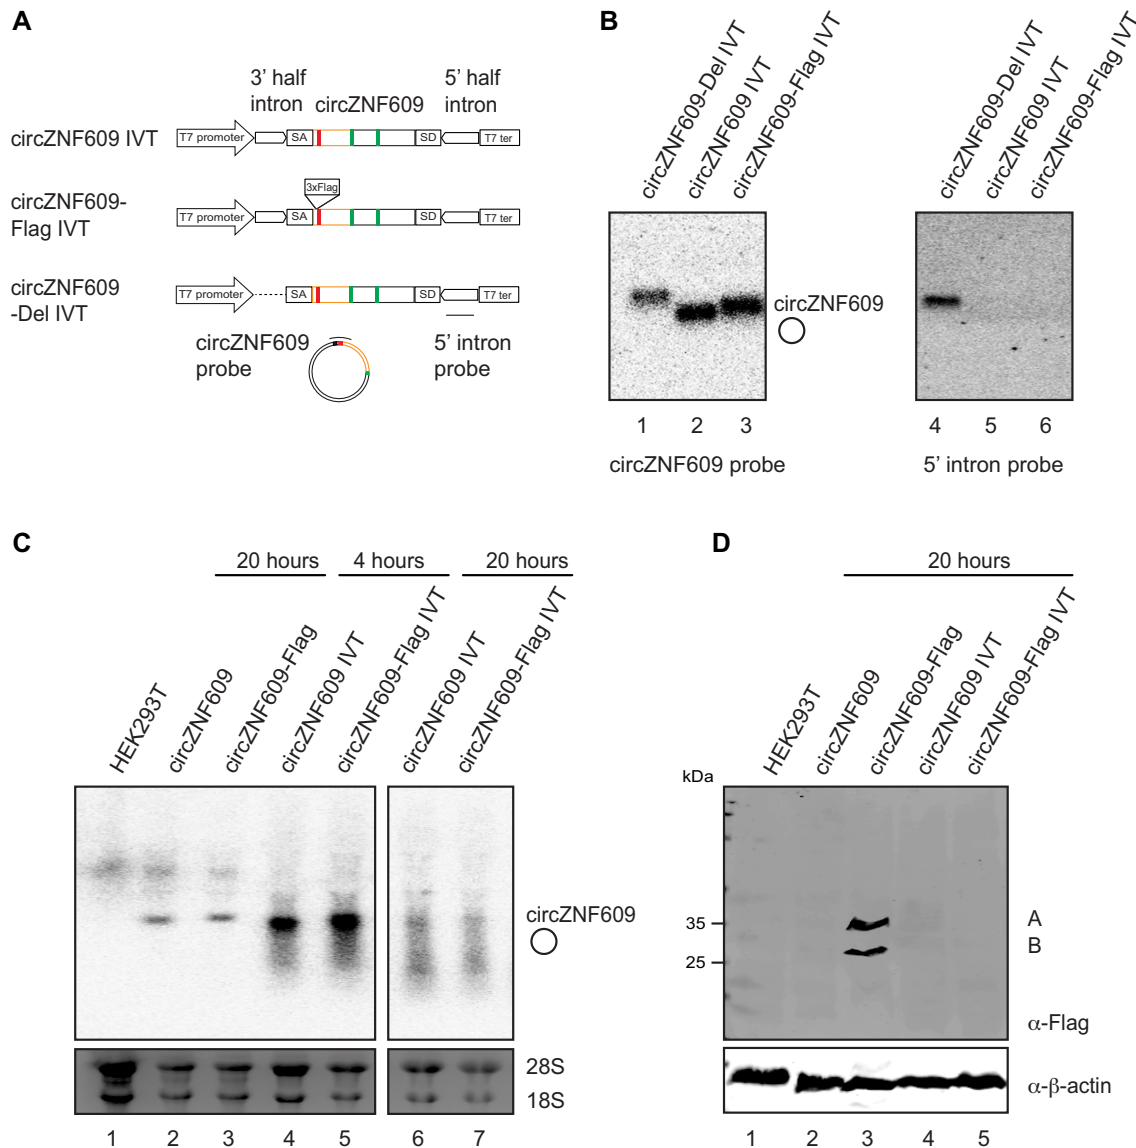 A
3' half
intron
circZNF609
5' half
intron
circZNF609 IVT
T7 promoter
SA
SD
T7 ter
3xFlag
circZNF609-
Flag IVT
T7 promoter
SA
SD
T7 ter
circZNF609
-Del IVT
T7 promoter
SA
SD
T7 ter
circZNF609
probe
5' intron
probe
B
circZNF609-Del IVT
circZNF609 IVT
circZNF609-Flag IVT
circZNF609-Del IVT
circZNF609 IVT
circZNF609-Flag IVT
circZNF609
1 2 3
4 5 6
circZNF609 probe
5' intron probe
C
20 hours
4 hours
20 hours
HEK293T
circZNF609
circZNF609-Flag
circZNF609 IVT
circZNF609-Flag IVT
circZNF609 IVT
circZNF609-Flag IVT
circZNF609
28S
18S
1 2 3 4 5 6 7
D
20 hours
HEK293T
circZNF609
circZNF609-Flag
circZNF609 IVT
circZNF609-Flag IVT
kDa
35
25
A
B
α-Flag
α-β-actin
1 2 3 4 5